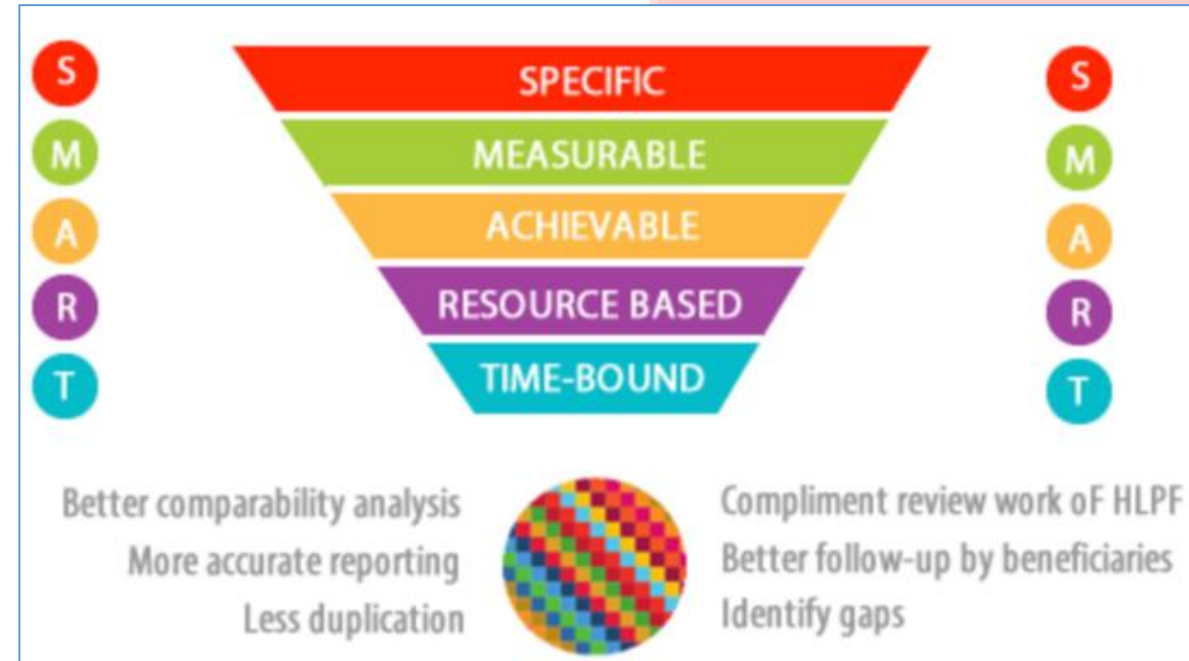 S
M
A
R
T
SPECIFIC
MEASURABLE
ACHIEVABLE
RESOURCE BASED
TIME-BOUND
S
M
A
R
T
Better comparability analysis
More accurate reporting
Less duplication
Compliment review work oF HLPF
Better follow-up by beneficiaries
Identify gaps